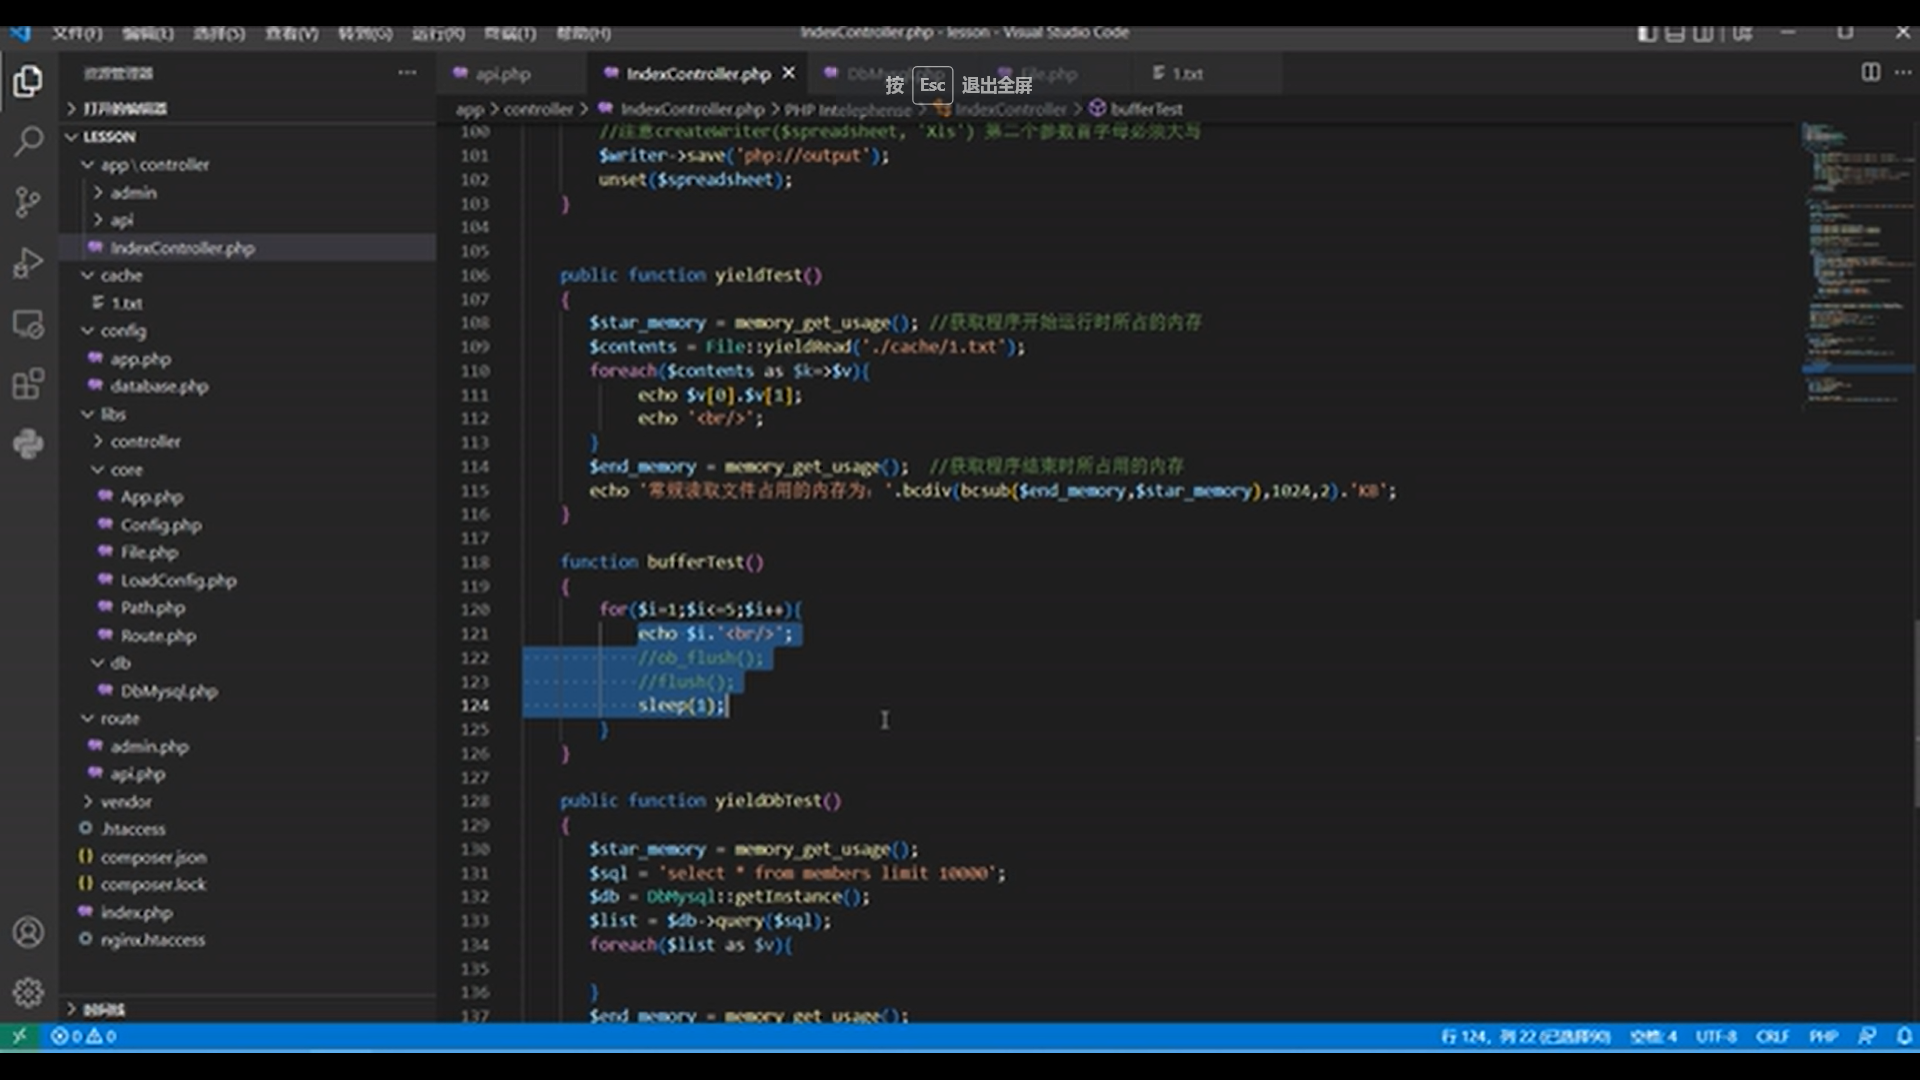 文件(F) 编辑(E) 选择(S) 查看(V) 转到(G) 运行(R) 终端(T) 帮助(H)
IndexController.php - lesson - Visual Studio Code
资源管理器
打开的编辑器
LESSON
app\controller
admin
api
IndexController.php
cache
1.txt
config
app.php
database.php
libs
controller
core
App.php
Config.php
File.php
LoadConfig.php
Path.php
Route.php
db
DbMysql.php
route
admin.php
api.php
vendor
.htaccess
composer.json
composer.lock
index.php
nginx.htaccess
时间线
api.php IndexController.php DbMysql.php File.php 1.txt
按 Esc 退出全屏
app > controller > IndexController.php > PHP Intelephense > IndexController > bufferTest
100 //注意createWriter($spreadsheet, 'Xls') 第二个参数首字母必须大写
101 $writer->save('php://output');
102 unset($spreadsheet);
103 }
104
105
106 public function yieldTest()
107 {
108 $star_memory = memory_get_usage(); //获取程序开始运行时所占的内存
109 $contents = File::yieldRead('./cache/1.txt');
110 foreach($contents as $k=>$v){
111 echo $v[0].$v[1];
112 echo '<br/>';
113 }
114 $end_memory = memory_get_usage(); //获取程序结束时所占用的内存
115 echo '常规读取文件占用的内存为：'.bcdiv(bcsub($end_memory,$star_memory),1024,2).'KB';
116 }
117
118 function bufferTest()
119 {
120 for($i=1;$i<=5;$i++){
121 echo $i.'<br/>';
122 //ob_flush();
123 //flush();
124 sleep(1);
125 }
126 }
127
128 public function yieldDbTest()
129 {
130 $star_memory = memory_get_usage();
131 $sql = 'select * from members limit 10000';
132 $db = DbMysql::getInstance();
133 $list = $db->query($sql);
134 foreach($list as $v){
135
136 }
137 $end_memory = memory_get_usage();
0 0
行 124, 列 22 (已选择90) 空格: 4 UTF-8 CRLF PHP